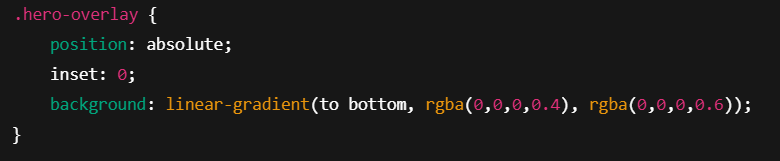 .hero-overlay {
    position: absolute;
    inset: 0;
    background: linear-gradient(to bottom, rgba(0,0,0,0.4), rgba(0,0,0,0.6));
}